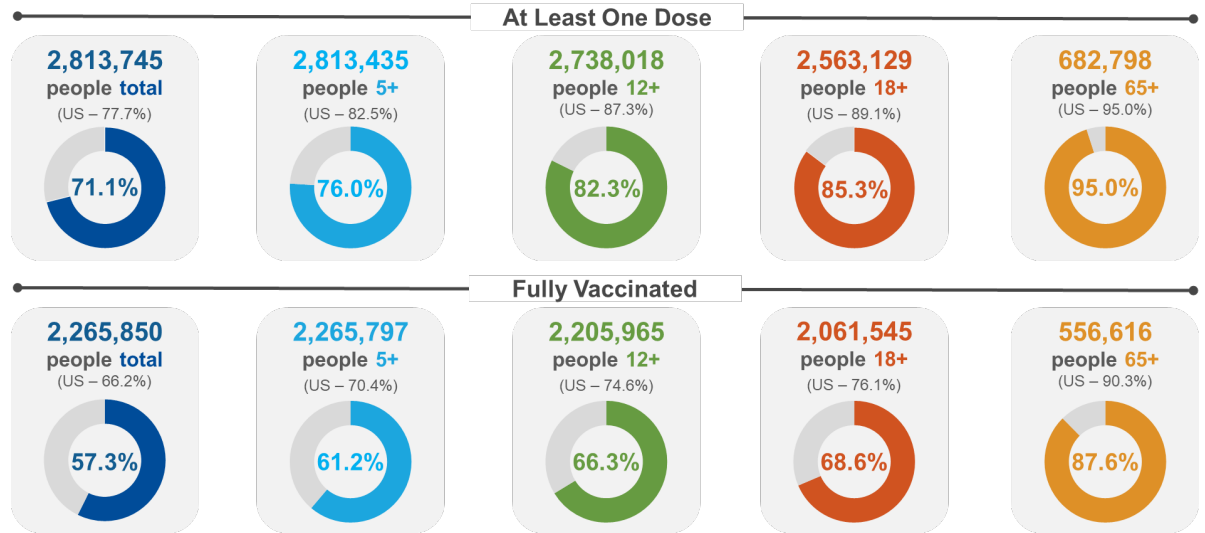 At Least One Dose
2,813,745
people total
(US – 77.7%)
71.1%
2,813,435
people 5+
(US – 82.5%)
76.0%
2,738,018
people 12+
(US – 87.3%)
82.3%
2,563,129
people 18+
(US – 89.1%)
85.3%
682,798
people 65+
(US – 95.0%)
95.0%
Fully Vaccinated
2,265,850
people total
(US – 66.2%)
57.3%
2,265,797
people 5+
(US – 70.4%)
61.2%
2,205,965
people 12+
(US – 74.6%)
66.3%
2,061,545
people 18+
(US – 76.1%)
68.6%
556,616
people 65+
(US – 90.3%)
87.6%